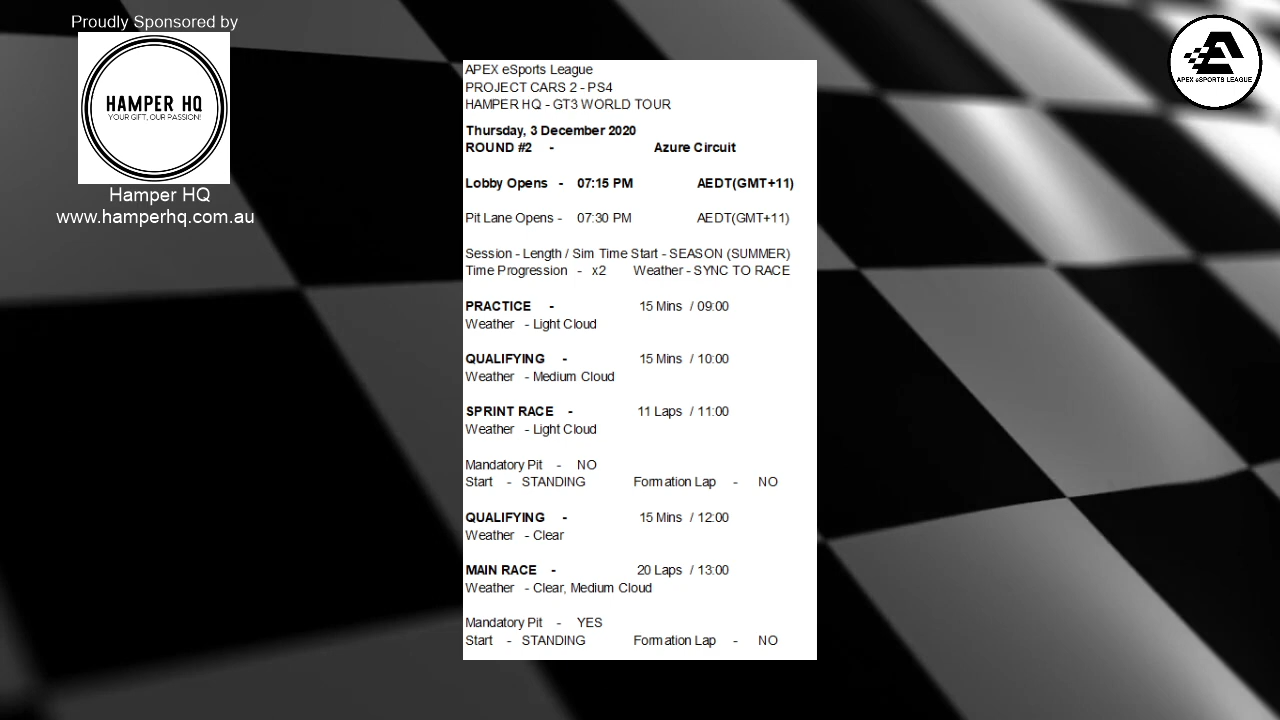 Proudly Sponsored by
HAMPER HQ
YOUR GIFT, OUR PASSION!
Hamper HQ
www.hamperhq.com.au
APEX eSPORTS LEAGUE
APEX eSports League
PROJECT CARS 2 - PS4
HAMPER HQ - GT3 WORLD TOUR
Thursday, 3 December 2020
ROUND #2 - Azure Circuit
Lobby Opens - 07:15 PM AEDT(GMT+11)
Pit Lane Opens - 07:30 PM AEDT(GMT+11)
Session - Length / Sim Time Start - SEASON (SUMMER)
Time Progression - x2 Weather - SYNC TO RACE
PRACTICE - 15 Mins / 09:00
Weather - Light Cloud
QUALIFYING - 15 Mins / 10:00
Weather - Medium Cloud
SPRINT RACE - 11 Laps / 11:00
Weather - Light Cloud
Mandatory Pit - NO
Start - STANDING Formation Lap - NO
QUALIFYING - 15 Mins / 12:00
Weather - Clear
MAIN RACE - 20 Laps / 13:00
Weather - Clear, Medium Cloud
Mandatory Pit - YES
Start - STANDING Formation Lap - NO